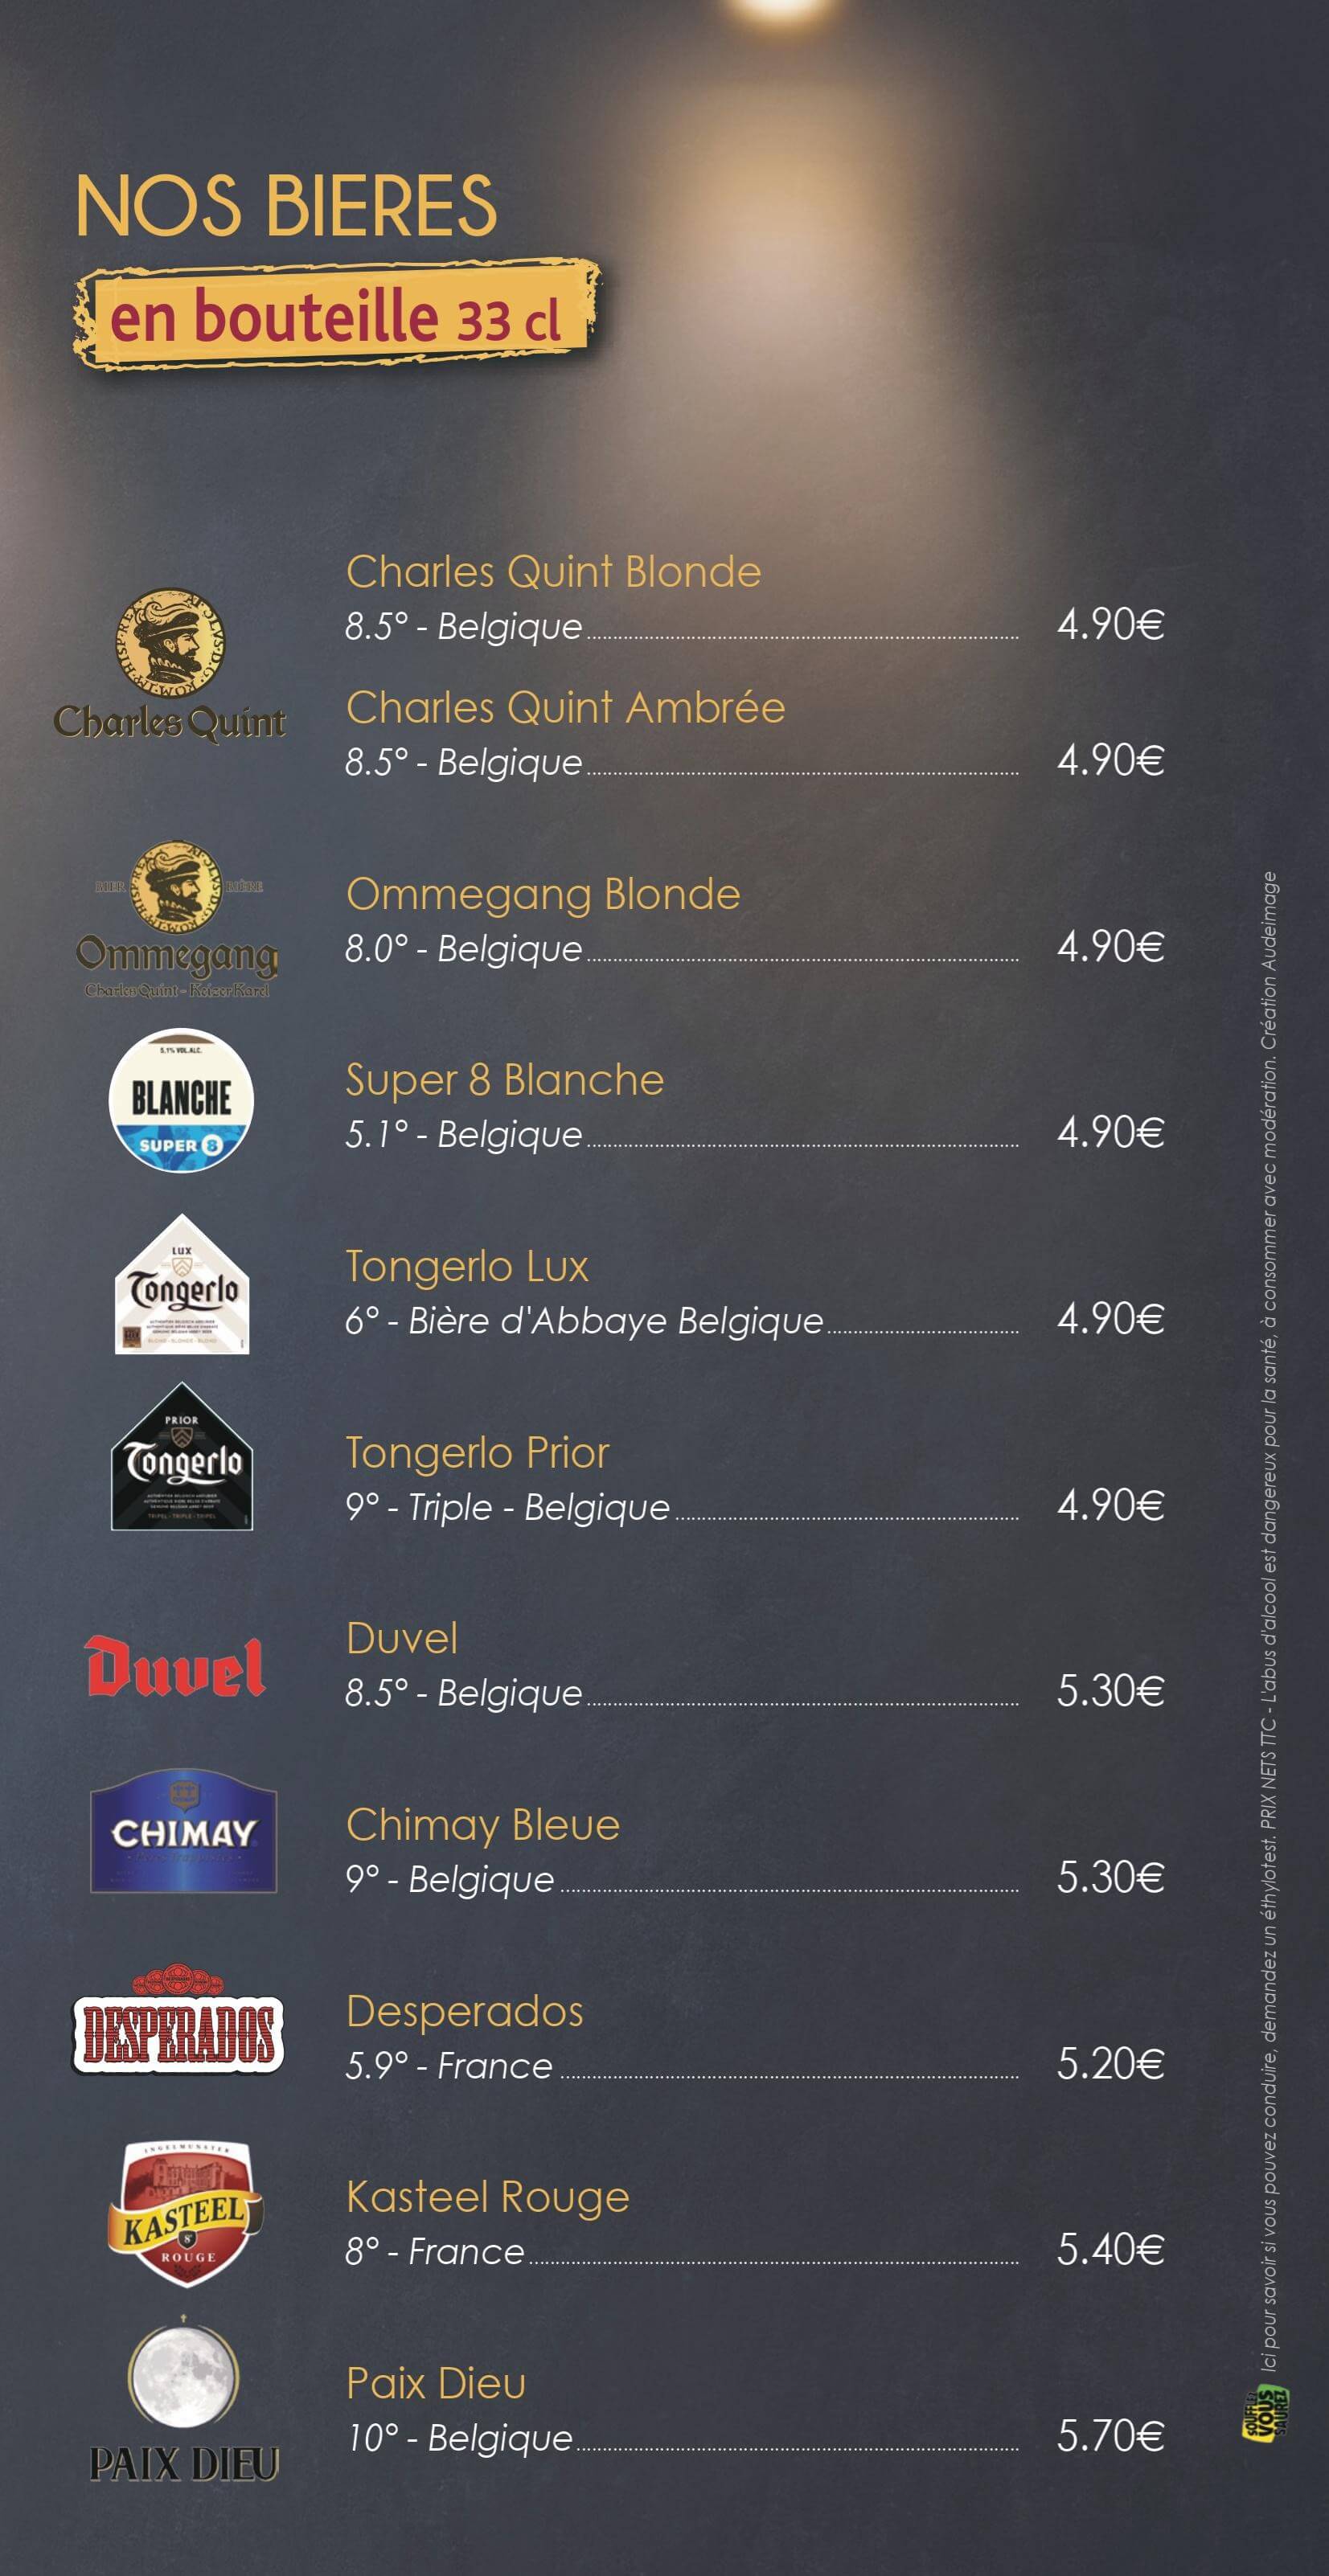 NOS BIERES
en bouteille 33 cl
Charles Quint
Charles Quint Blonde
8.5° - Belgique 4.90€
Charles Quint Ambrée
8.5° - Belgique 4.90€
BIER BIÈRE
Ommegang
Charles Quint - Keizer Karel
Ommegang Blonde
8.0° - Belgique 4.90€
5.1% VOL.ALC.
BLANCHE
SUPER 8
Super 8 Blanche
5.1° - Belgique 4.90€
LUX
Tongerlo
Tongerlo Lux
6° - Bière d'Abbaye Belgique 4.90€
PRIOR
Tongerlo
TRIPEL - TRIPLE - TRIPEL
Tongerlo Prior
9° - Triple - Belgique 4.90€
Duvel
Duvel
8.5° - Belgique 5.30€
CHIMAY
Chimay Bleue
9° - Belgique 5.30€
DESPERADOS
Desperados
5.9° - France 5.20€
INGELMUNSTER
KASTEEL
8°
ROUGE
Kasteel Rouge
8° - France 5.40€
PAIX DIEU
Paix Dieu
10° - Belgique 5.70€
SOUFFLEZ
VOUS
SAUREZ
Ici pour savoir si vous pouvez conduire, demandez un éthylotest. PRIX NETS TTC - L'abus d'alcool est dangereux pour la santé, à consommer avec modération. Création Audeimage